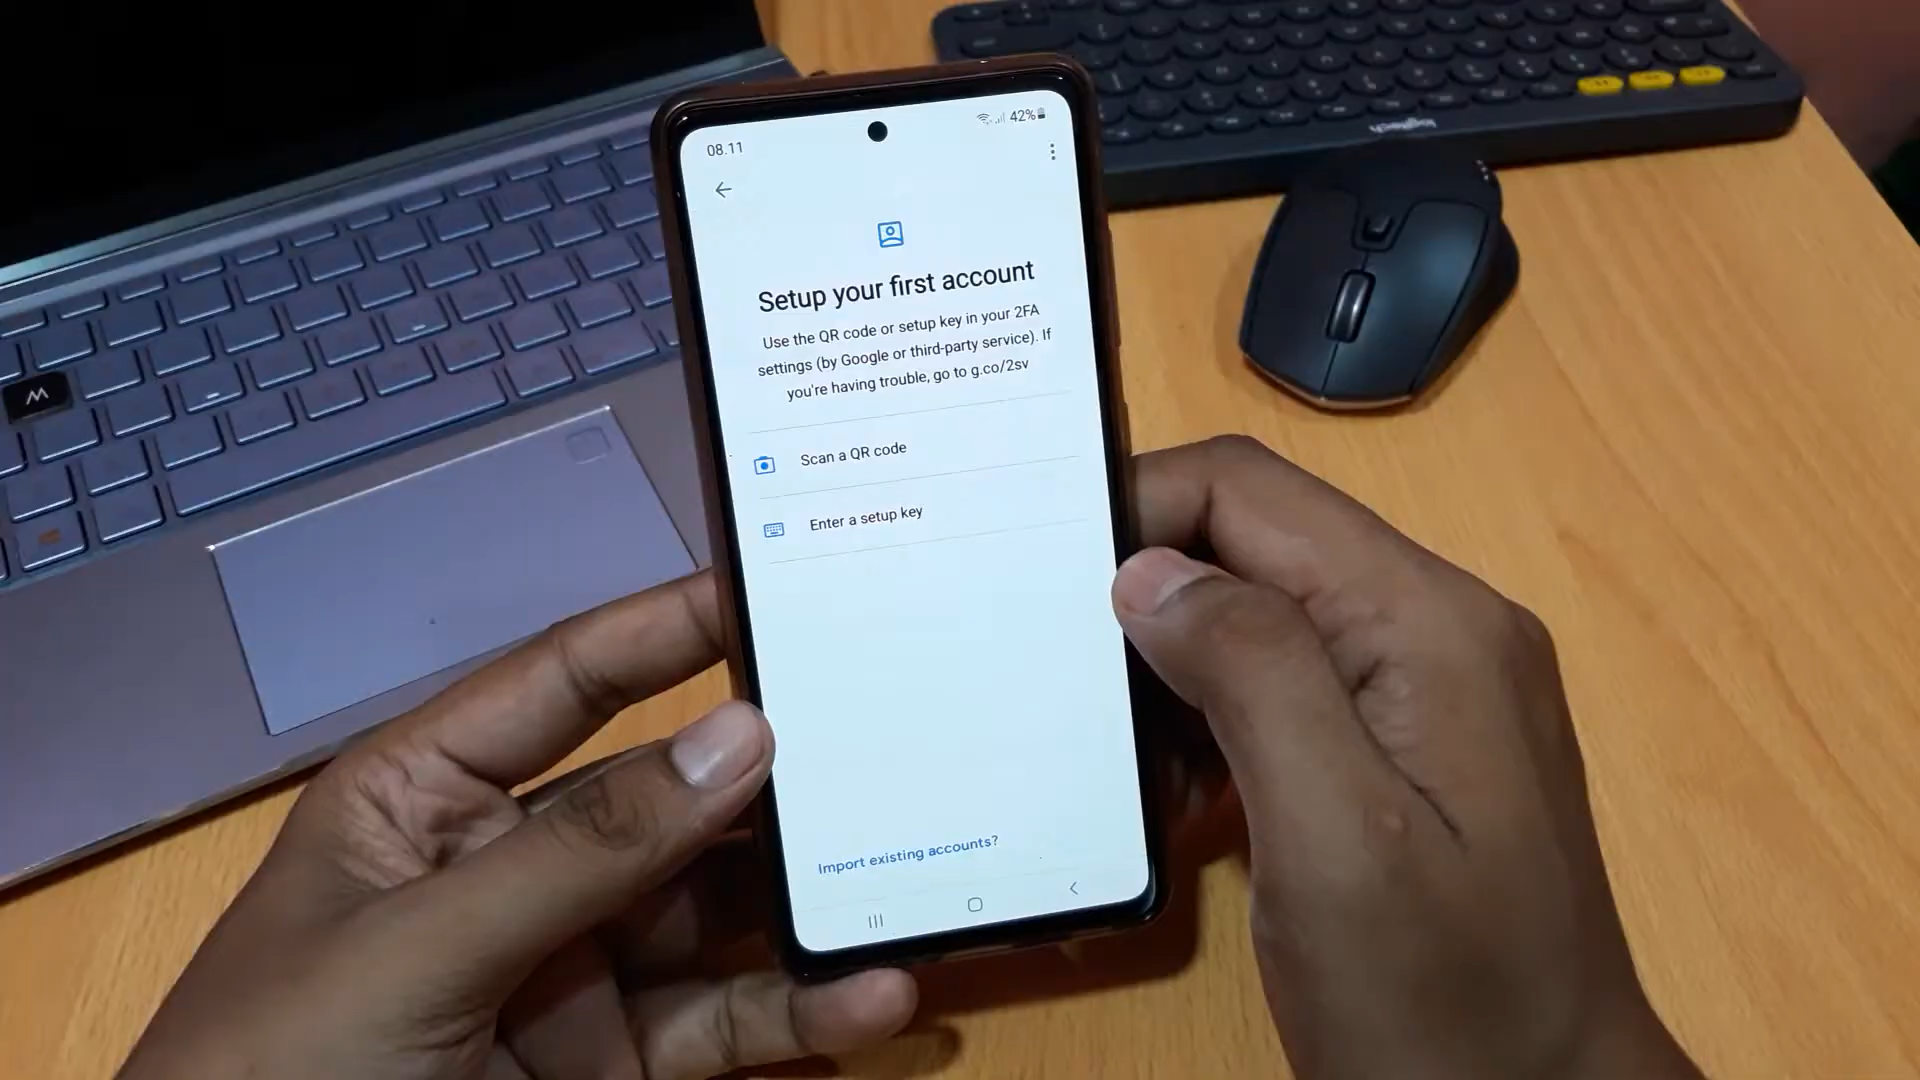 logitech
08.11
42%
Setup your first account
Use the QR code or setup key in your 2FA
settings (by Google or third-party service). If
you're having trouble, go to g.co/2sv
Scan a QR code
Enter a setup key
Import existing accounts?